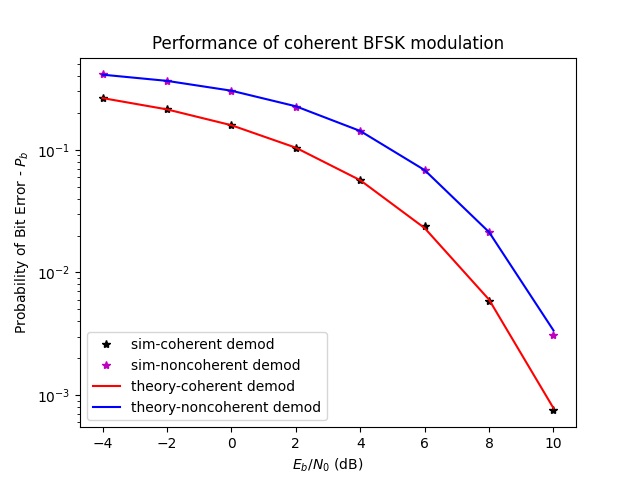 Performance of coherent BFSK modulation
Probability of Bit Error - $P_b$
10⁻¹
10⁻²
10⁻³
sim-coherent demod
sim-noncoherent demod
theory-coherent demod
theory-noncoherent demod
−4 −2 0 2 4 6 8 10
$E_b/N_0$ (dB)